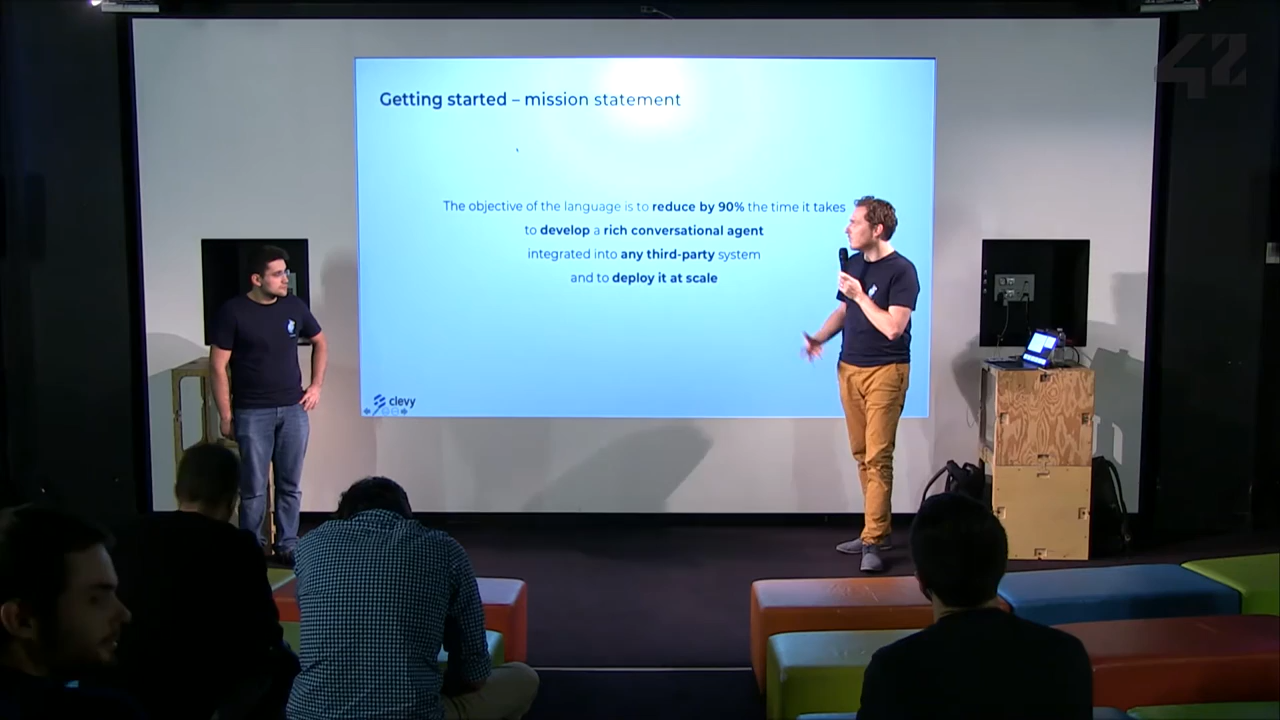 42
Getting started – mission statement
The objective of the language is to reduce by 90% the time it takes
to develop a rich conversational agent
integrated into any third-party system
and to deploy it at scale
clevy